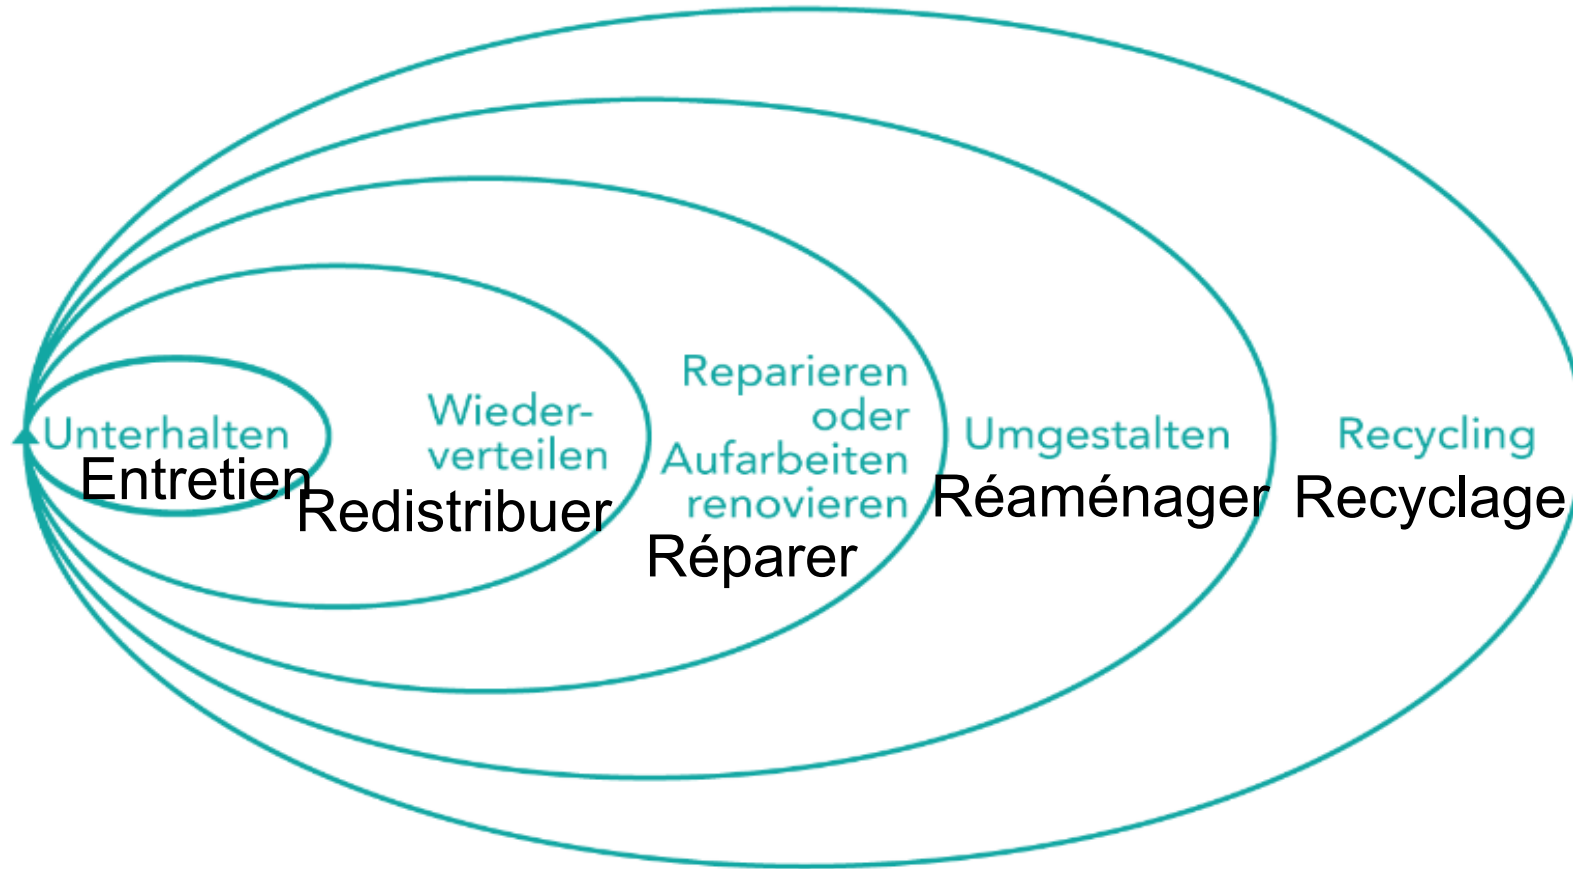 Unterhalten
Entretien
Wieder-
verteilen
Redistribuer
Reparieren
oder
Aufarbeiten
renovieren
Réparer
Umgestalten
Réaménager
Recycling
Recyclage